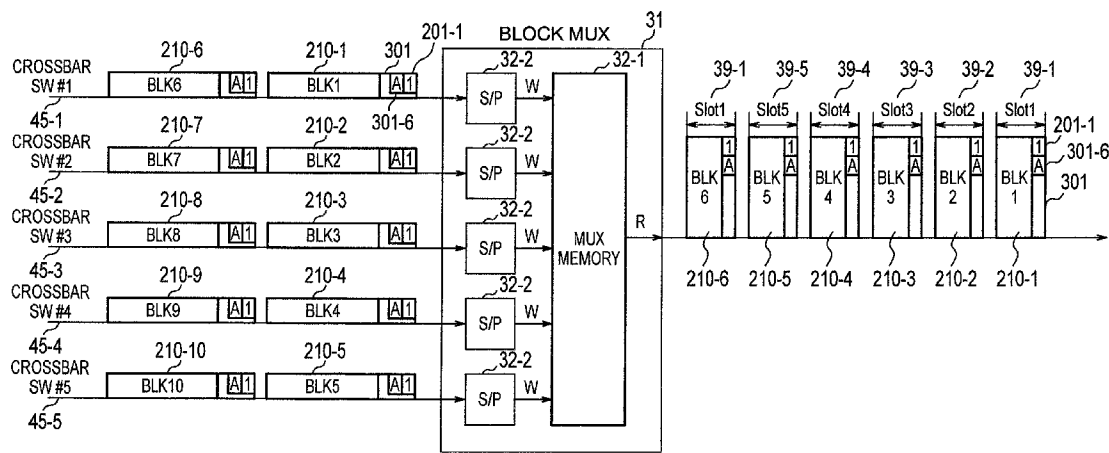 BLOCK MUX
31
210-6 210-1 301 201-1
CROSSBAR SW #1
BLK6 A 1 BLK1 A 1
301-6
45-1
32-2
S/P W
32-1
210-7 210-2
CROSSBAR SW #2
BLK7 A 1 BLK2 A 1
45-2
32-2
S/P W
210-8 210-3
CROSSBAR SW #3
BLK8 A 1 BLK3 A 1
45-3
32-2
S/P W
MUX MEMORY
R
210-9 210-4
CROSSBAR SW #4
BLK9 A 1 BLK4 A 1
45-4
32-2
S/P W
210-10 210-5
CROSSBAR SW #5
BLK10 A 1 BLK5 A 1
45-5
32-2
S/P W
39-1 39-5 39-4 39-3 39-2 39-1
Slot1 Slot5 Slot4 Slot3 Slot2 Slot1
1 1 1 1 1 1 201-1
A A A A A A 301-6
BLK 6 BLK 5 BLK 4 BLK 3 BLK 2 BLK 1 301
210-6 210-5 210-4 210-3 210-2 210-1